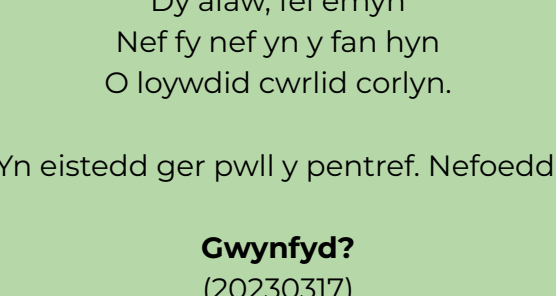 Dy alaw, fel emyn
Nef fy nef yn y fan hyn
O loywdid cwrlid corlyn.
Yn eistedd ger pwll y pentref. Nefoedd
Gwynfyd?
(20230317)